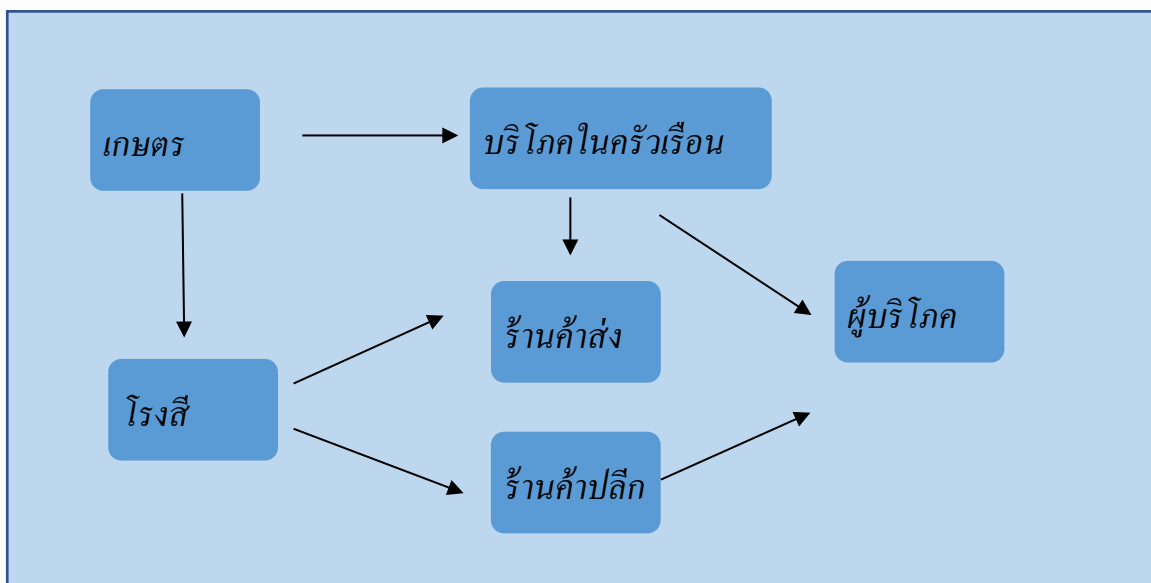 เกษตร
บริโภคในครัวเรือน
ร้านค้าส่ง
ผู้บริโภค
โรงสี
ร้านค้าปลีก